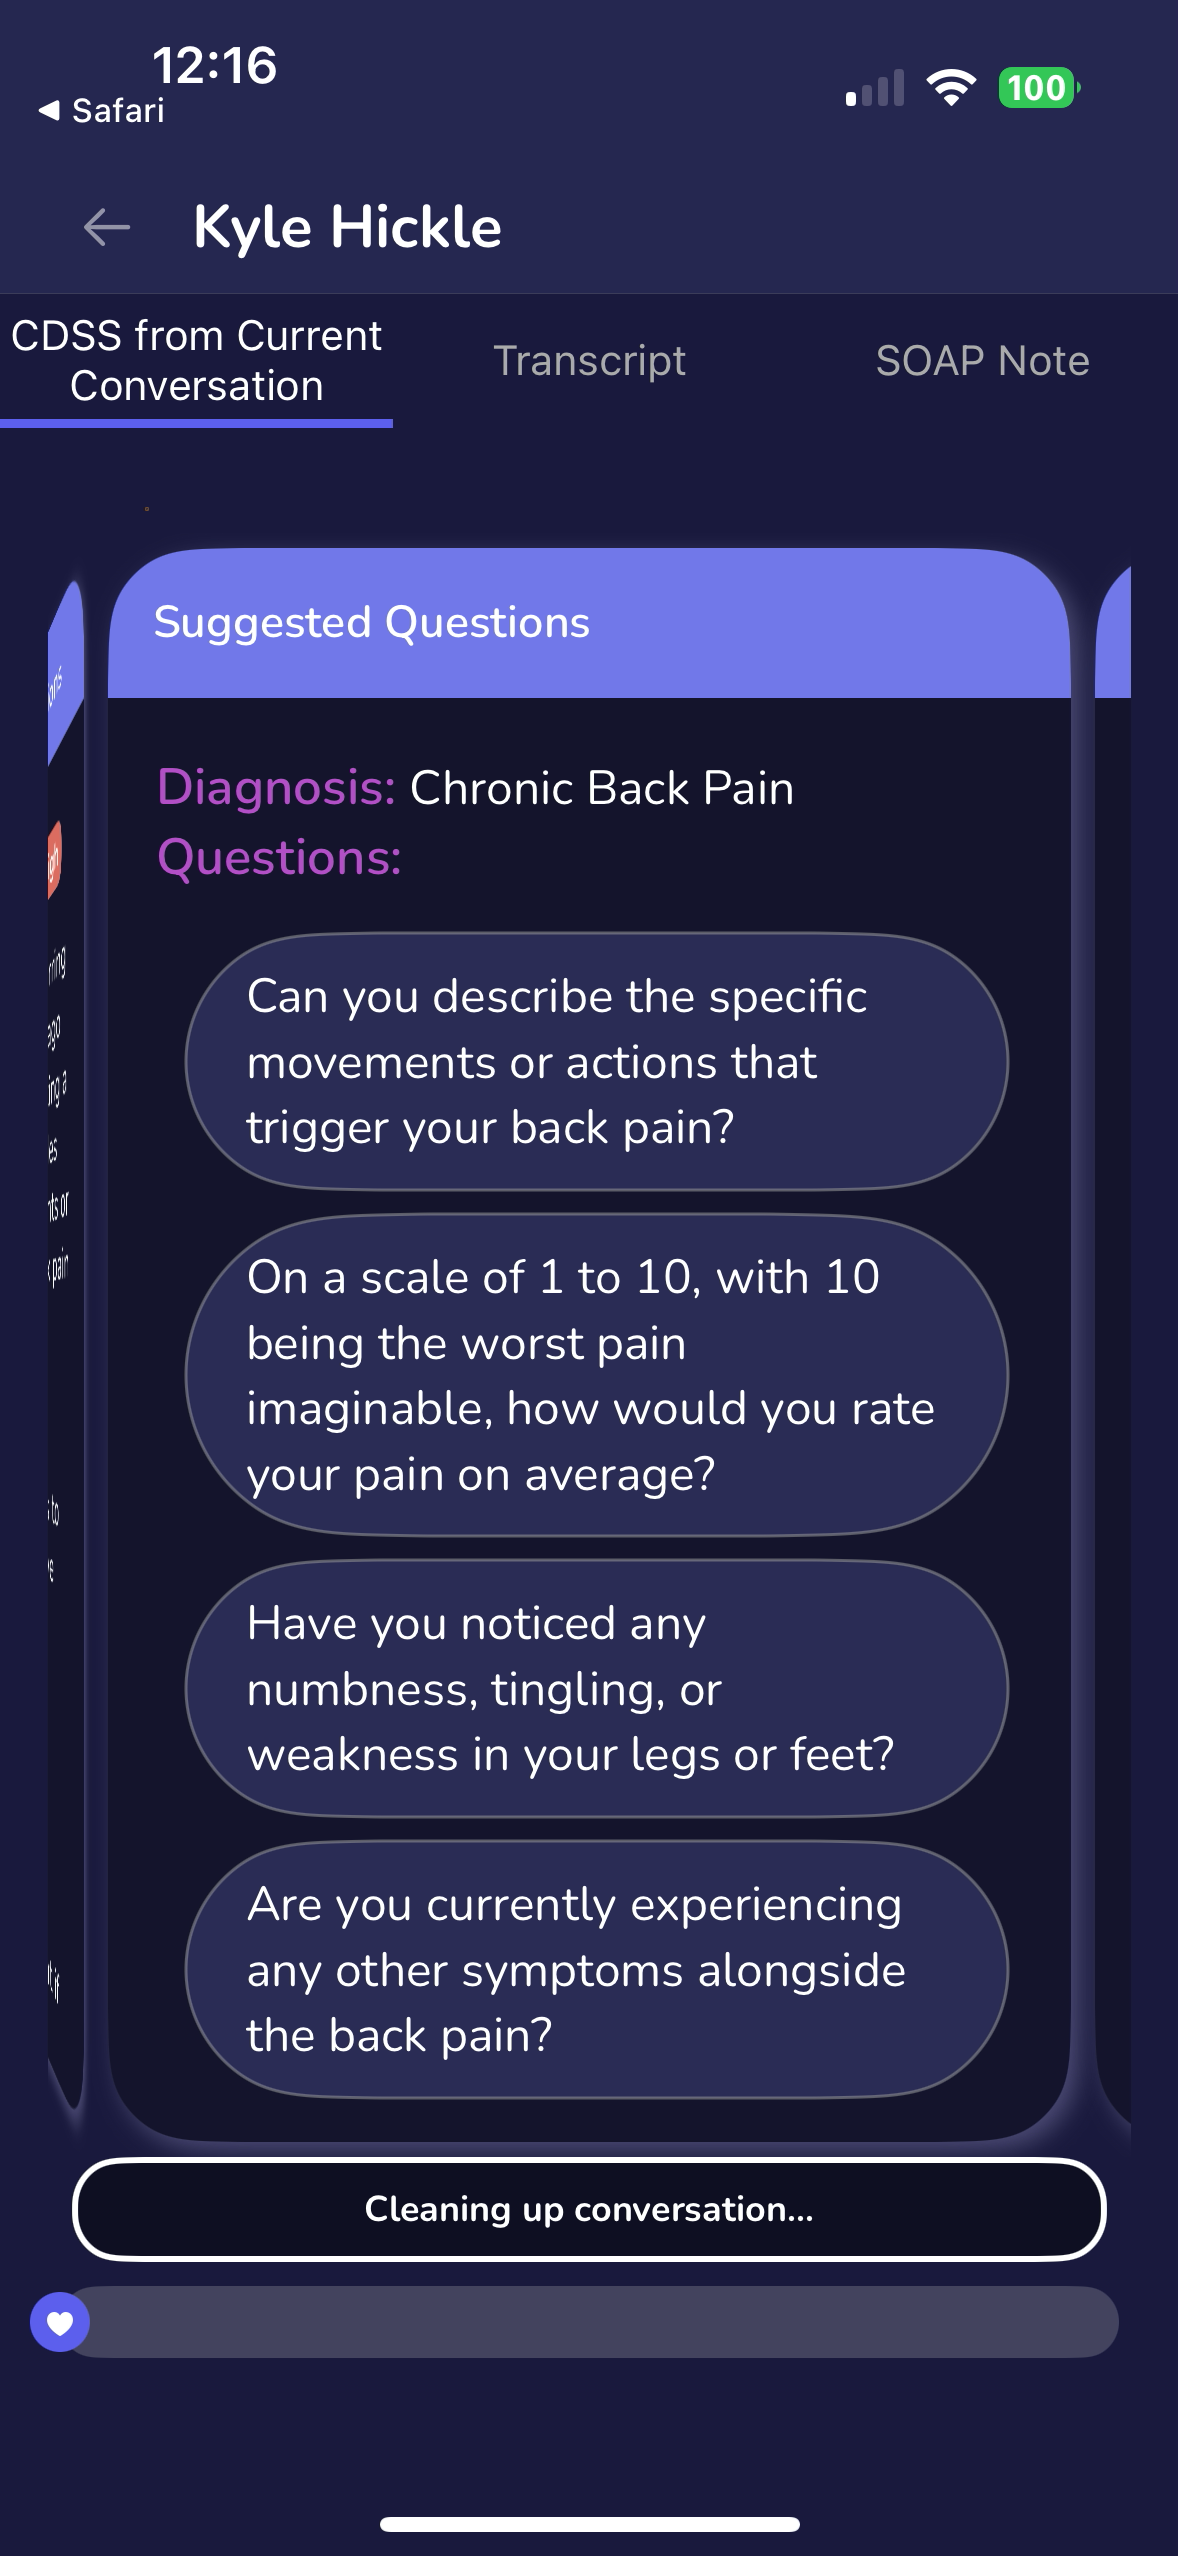 12:16
Safari
100
Kyle Hickle
CDSS from Current
Conversation
Transcript
SOAP Note
Suggested Questions
Diagnosis: Chronic Back Pain
Questions:
Can you describe the specific
movements or actions that
trigger your back pain?
On a scale of 1 to 10, with 10
being the worst pain
imaginable, how would you rate
your pain on average?
Have you noticed any
numbness, tingling, or
weakness in your legs or feet?
Are you currently experiencing
any other symptoms alongside
the back pain?
Cleaning up conversation...